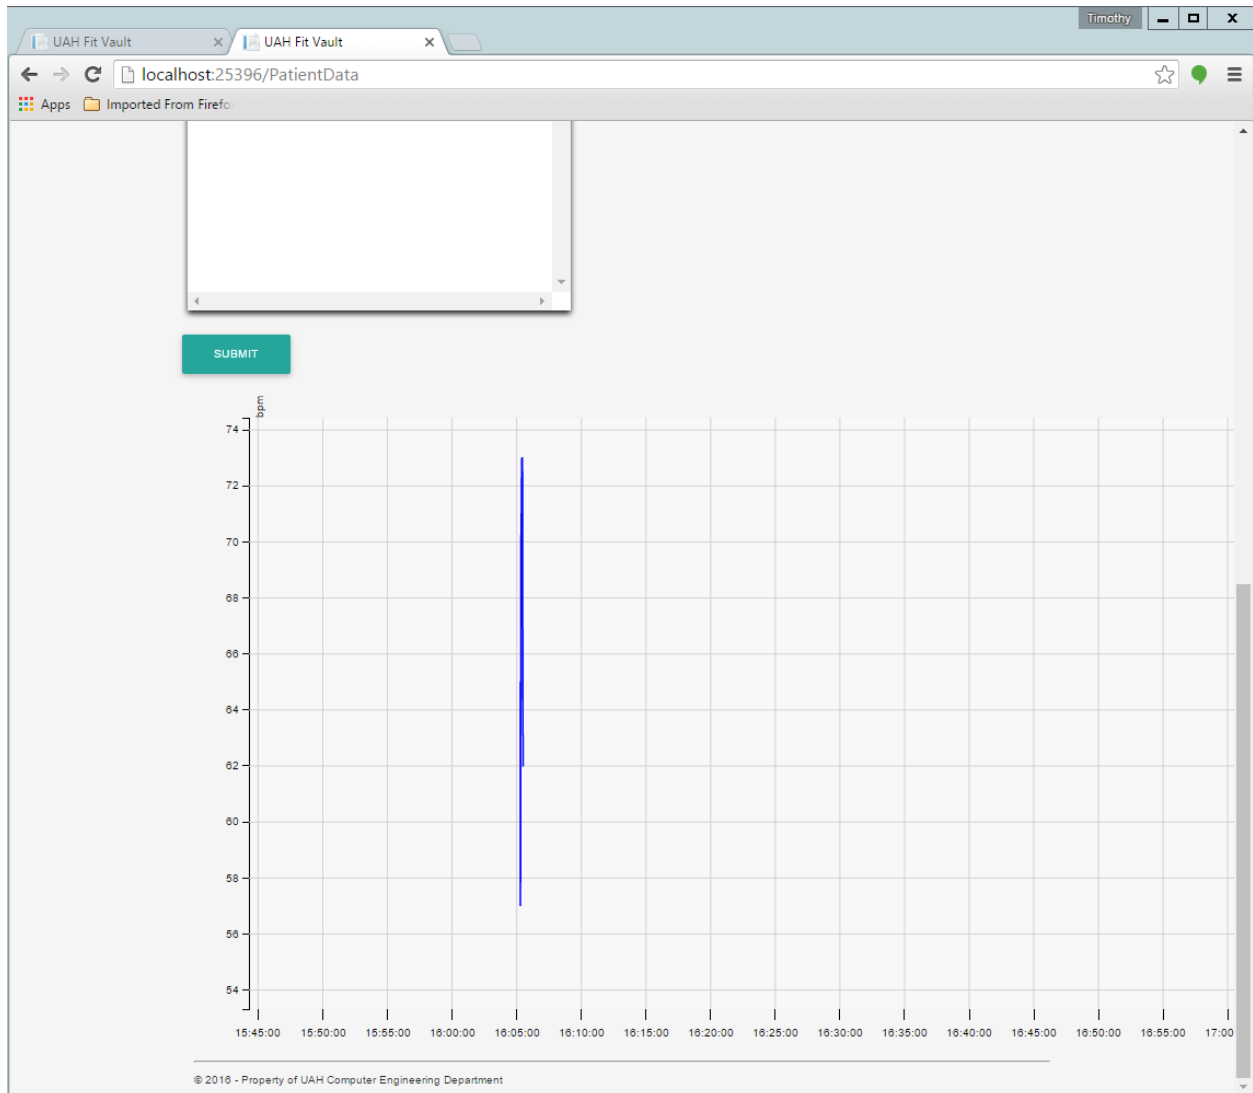 Timothy
UAH Fit Vault
UAH Fit Vault
localhost:25396/PatientData
Apps
Imported From Firefo
SUBMIT
bpm
74
72
70
68
66
64
62
60
58
56
54
15:45:00 15:50:00 15:55:00 16:00:00 16:05:00 16:10:00 16:15:00 16:20:00 16:25:00 16:30:00 16:35:00 16:40:00 16:45:00 16:50:00 16:55:00 17:00
© 2016 - Property of UAH Computer Engineering Department